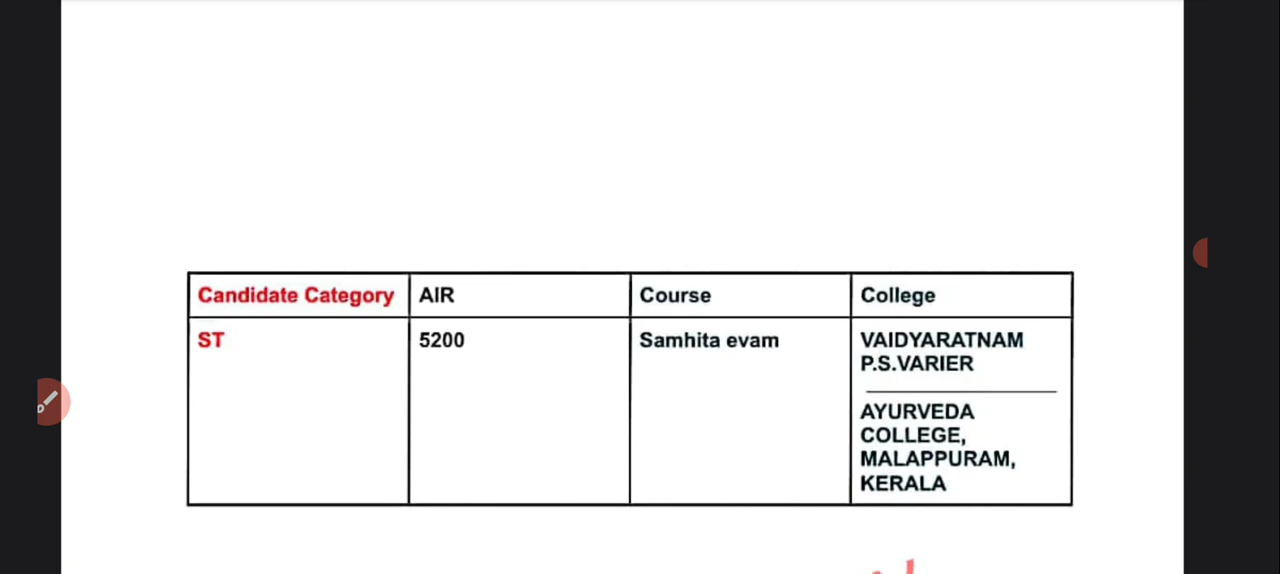 Candidate Category AIR Course College
ST 5200 Samhita evam VAIDYARATNAM
P.S.VARIER
AYURVEDA
COLLEGE,
MALAPPURAM,
KERALA